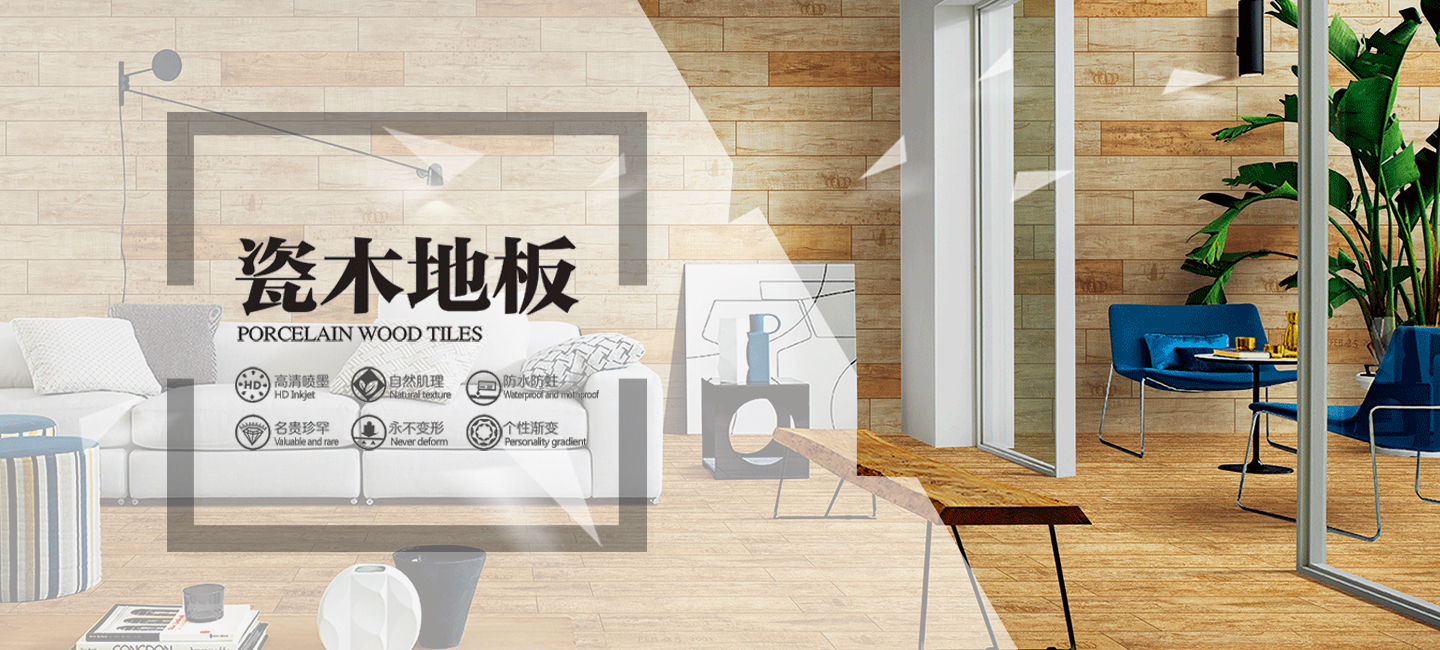 瓷木地板
PORCELAIN WOOD TILES
HD
高清喷墨
HD Inkjet
自然肌理
Natural texture
防水防蛀
Waterproof and mothproof
名贵珍罕
Valuable and rare
永不变形
Never deform
个性渐变
Personality gradient
CONGDON